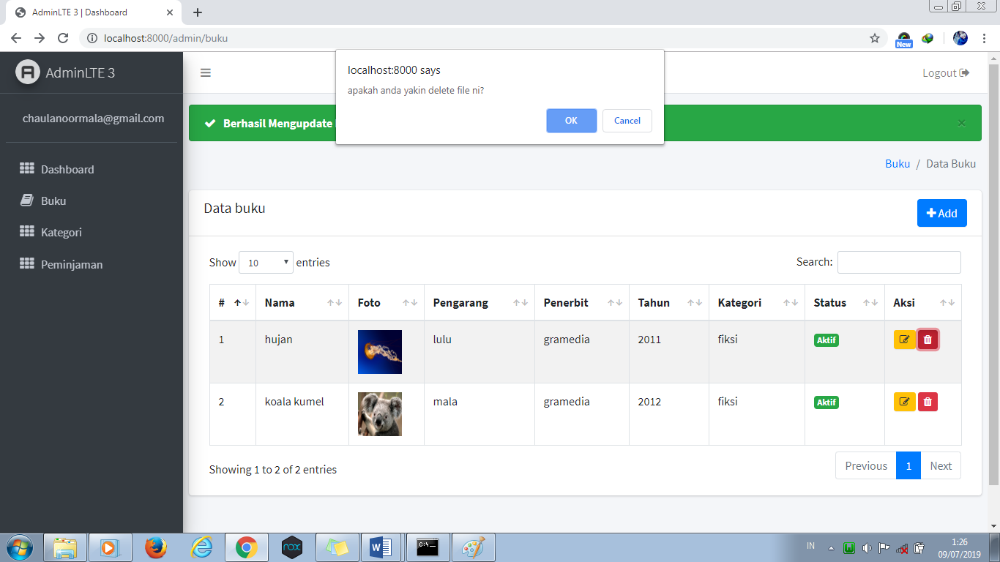 AdminLTE 3 | Dashboard
localhost:8000/admin/buku
New
AdminLTE 3
Logout
localhost:8000 says
apakah anda yakin delete file ni?
OK
Cancel
chaulanoormala@gmail.com
Berhasil Mengupdate
Dashboard
Buku
Kategori
Peminjaman
Buku / Data Buku
Data buku
Add
Show 10 entries
Search:
# Nama Foto Pengarang Penerbit Tahun Kategori Status Aksi
1 hujan lulu gramedia 2011 fiksi Aktif
2 koala kumel mala gramedia 2012 fiksi Aktif
Showing 1 to 2 of 2 entries
Previous 1 Next
nox
C:\
IN
1:26
09/07/2019